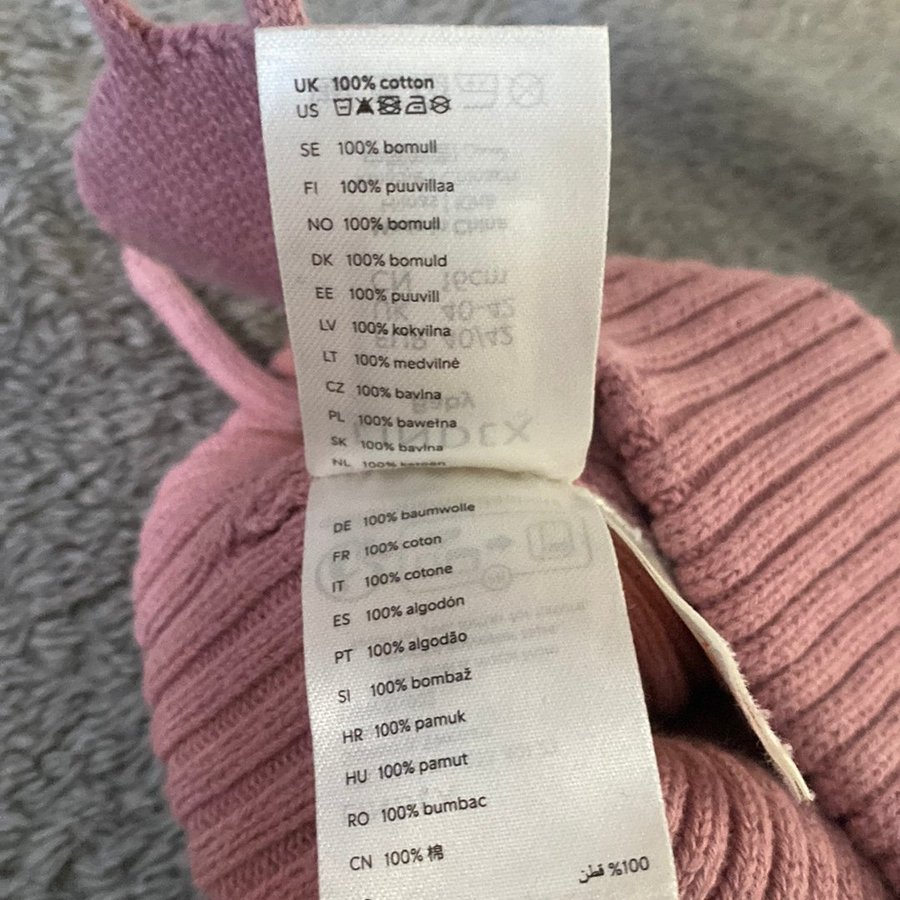 UK 100% cotton
US
SE 100% bomull
FI 100% puuvillaa
NO 100% bomull
DK 100% bomuld
EE 100% puuvill
LV 100% kokvilna
LT 100% medvilnė
CZ 100% bavlna
PL 100% bawełna
SK 100% bavlna
NL 100% katoen
DE 100% baumwolle
FR 100% coton
IT 100% cotone
ES 100% algodón
PT 100% algodão
SI 100% bombaž
HR 100% pamuk
HU 100% pamut
RO 100% bumbac
CN 100% 棉
%100 قطن